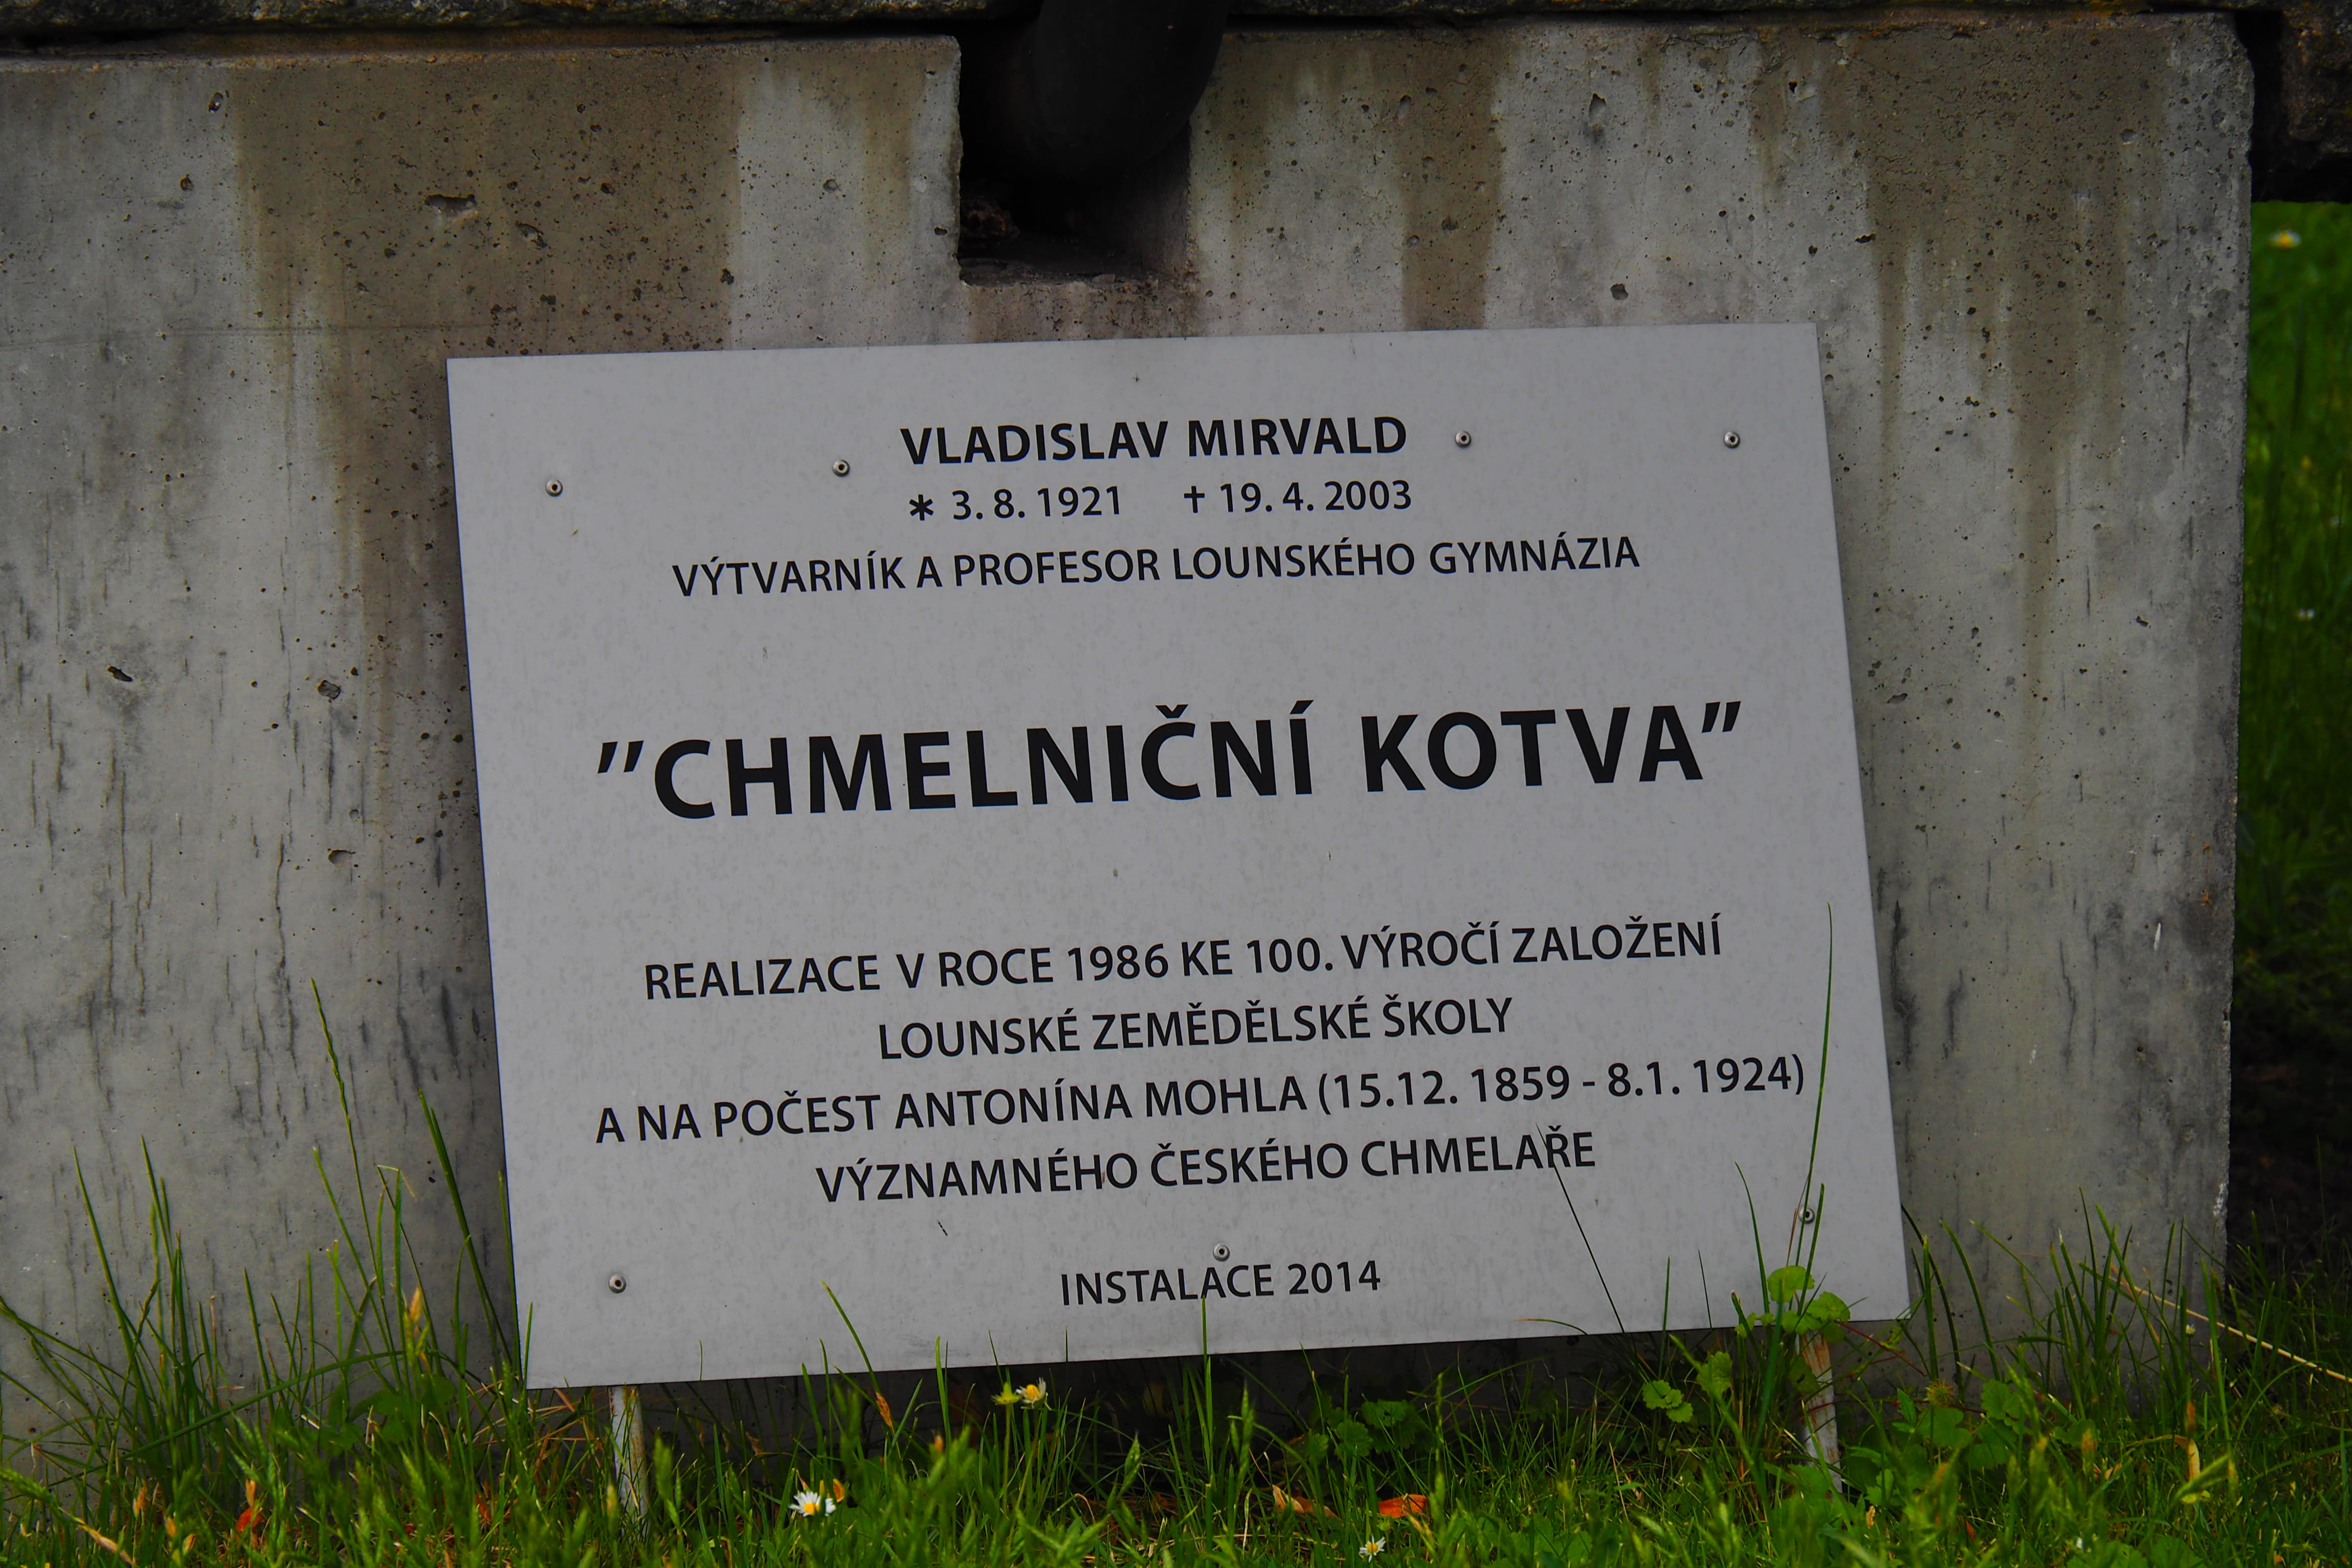 VLADISLAV MIRVALD
* 3. 8. 1921 ✝ 19. 4. 2003
VÝTVARNÍK A PROFESOR LOUNSKÉHO GYMNÁZIA
”CHMELNIČNÍ KOTVA”
REALIZACE V ROCE 1986 KE 100. VÝROČÍ ZALOŽENÍ
LOUNSKÉ ZEMĚDĚLSKÉ ŠKOLY
A NA POČEST ANTONÍNA MOHLA (15.12. 1859 - 8.1. 1924)
VÝZNAMNÉHO ČESKÉHO CHMELAŘE
INSTALACE 2014